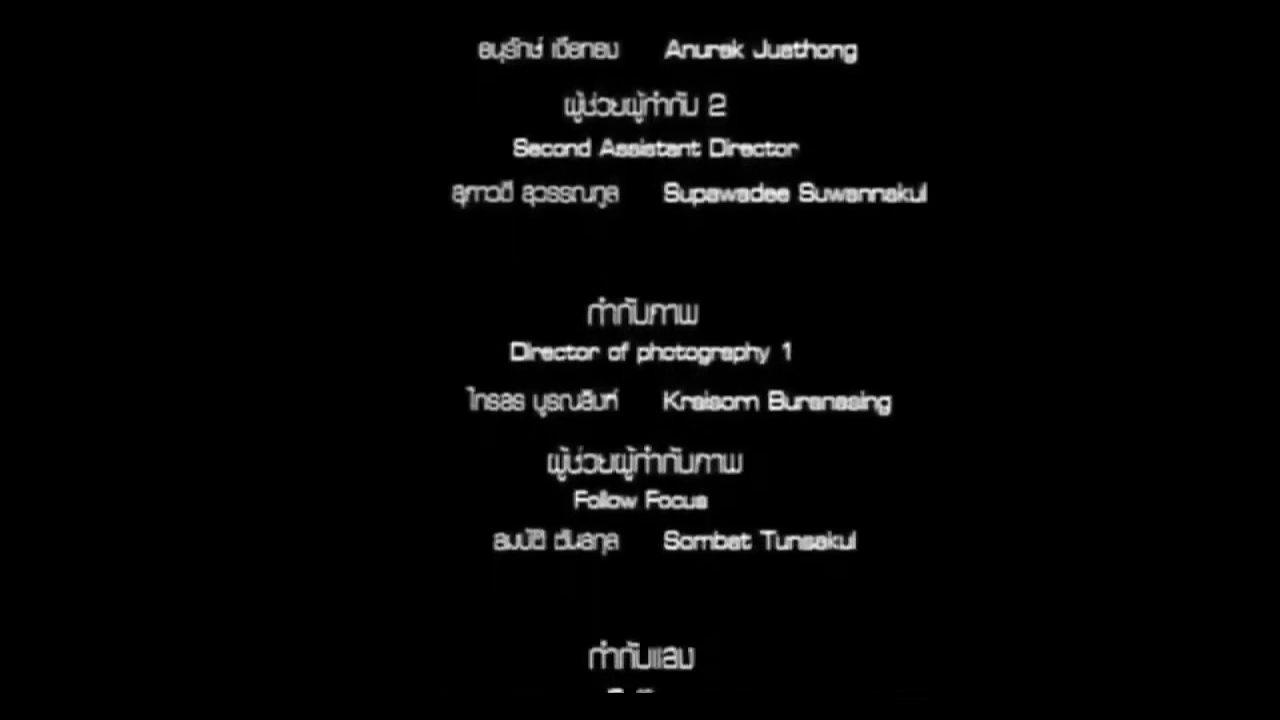 อนุรักษ์ เจือทอง Anurak Juathong
ผู้ช่วยผู้กำกับ 2
Second Assistant Director
สุภาวดี สุวรรณกูล Supawadee Suwannakul
กำกับภาพ
Director of photography 1
ไกรสร บูรณสิงห์ Kraisorn Buranasing
ผู้ช่วยผู้กำกับภาพ
Follow Focus
สมบัติ ตันสกุล Sombat Tunsakul
กำกับแสง